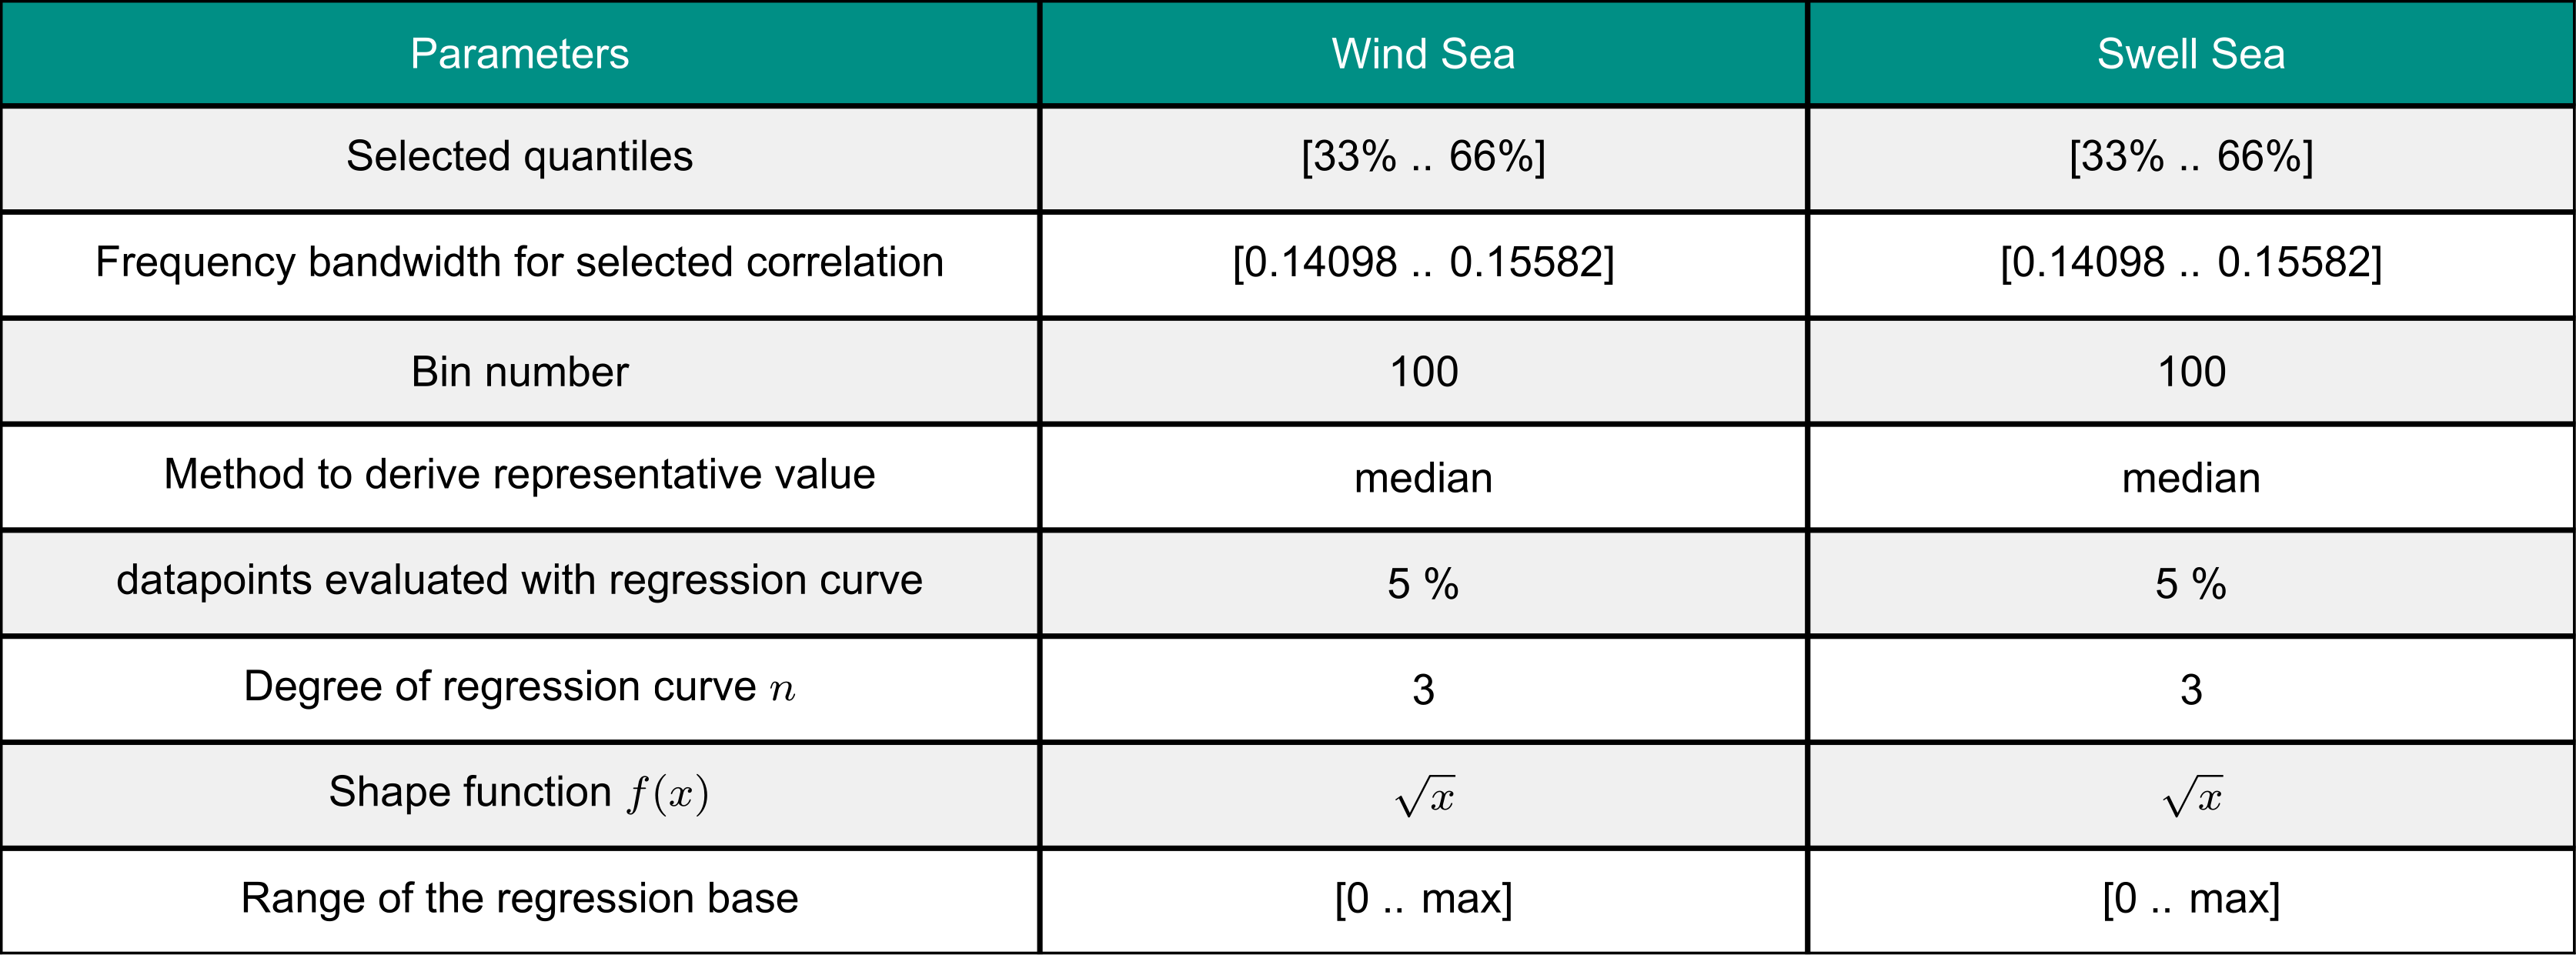 Parameters Wind Sea Swell Sea
Selected quantiles [33% .. 66%] [33% .. 66%]
Frequency bandwidth for selected correlation [0.14098 .. 0.15582] [0.14098 .. 0.15582]
Bin number 100 100
Method to derive representative value median median
datapoints evaluated with regression curve 5 % 5 %
Degree of regression curve n 3 3
Shape function f(x) √x √x
Range of the regression base [0 .. max] [0 .. max]